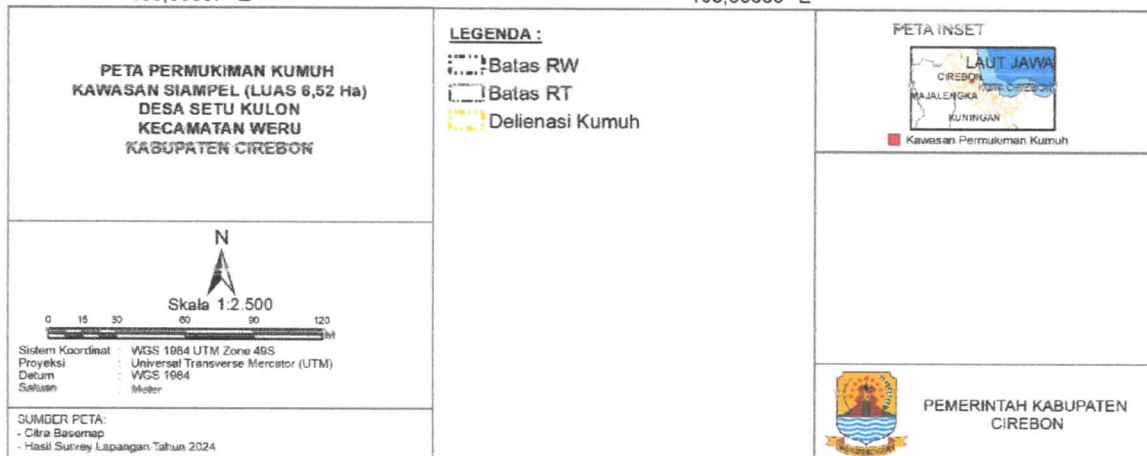 PETA PERMUKIMAN KUMUH
KAWASAN SIAMPEL (LUAS 6,52 Ha)
DESA SETU KULON
KECAMATAN WERU
KABUPATEN CIREBON
N
Skala 1:2.500
0 15 30 60 90 120
M
Sistem Koordinat : WGS 1984 UTM Zone 49S
Proyeksi : Universal Transverse Mercator (UTM)
Datum : WGS 1984
Satuan : Meter
SUMBER PETA:
- Citra Basemap
- Hasil Survey Lapangan Tahun 2024
LEGENDA :
Batas RW
Batas RT
Delienasi Kumuh
PETA INSET
LAUT JAWA
CIREBON
KOTA CIREBON
MAJALENGKA
KUNINGAN
Kawasan Permukiman Kumuh
PEMERINTAH KABUPATEN
CIREBON